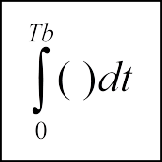 Tb
∫ ( )dt
0